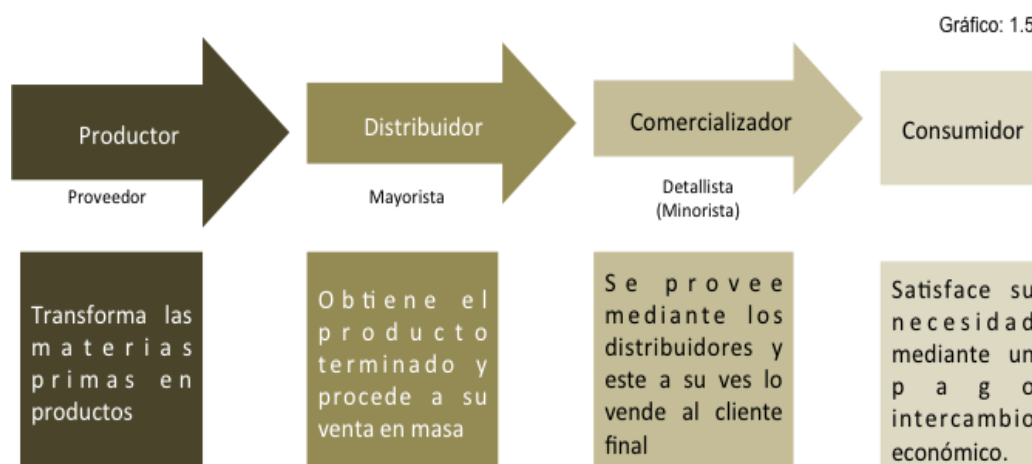 Gráfico: 1.5
Productor
Distribuidor
Comercializador
Consumidor
Proveedor
Mayorista
Detallista
(Minorista)
Transforma las
materias
primas en
productos
Obtiene el
producto
terminado y
procede a su
venta en masa
Se provee
mediante los
distribuidores y
este a su ves lo
vende al cliente
final
Satisface su
necesidad
mediante un
pago
intercambio
económico.